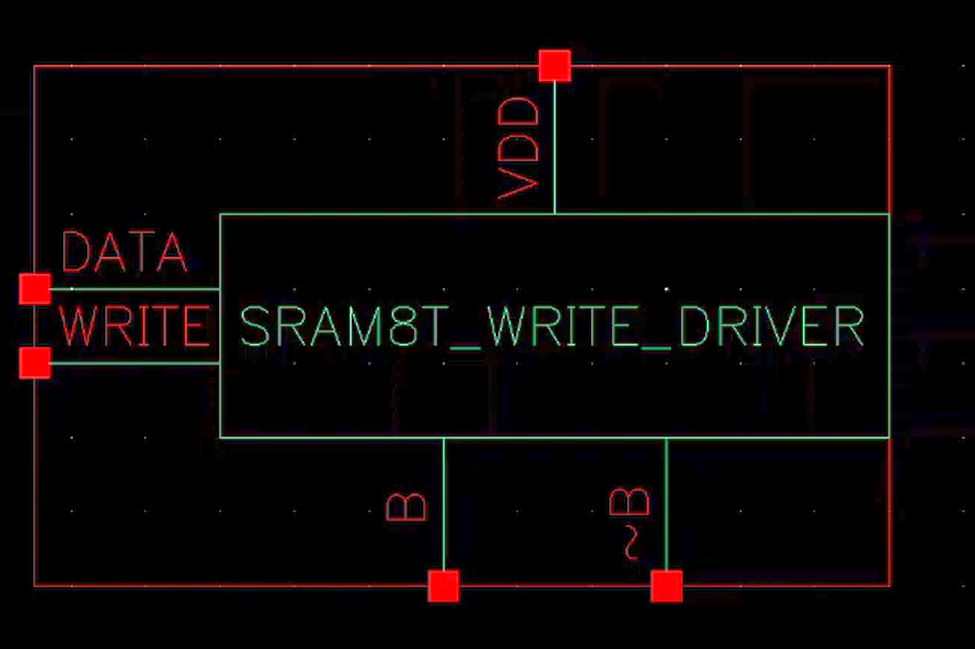 VDD
DATA
WRITE
SRAM8T_WRITE_DRIVER
B
~B